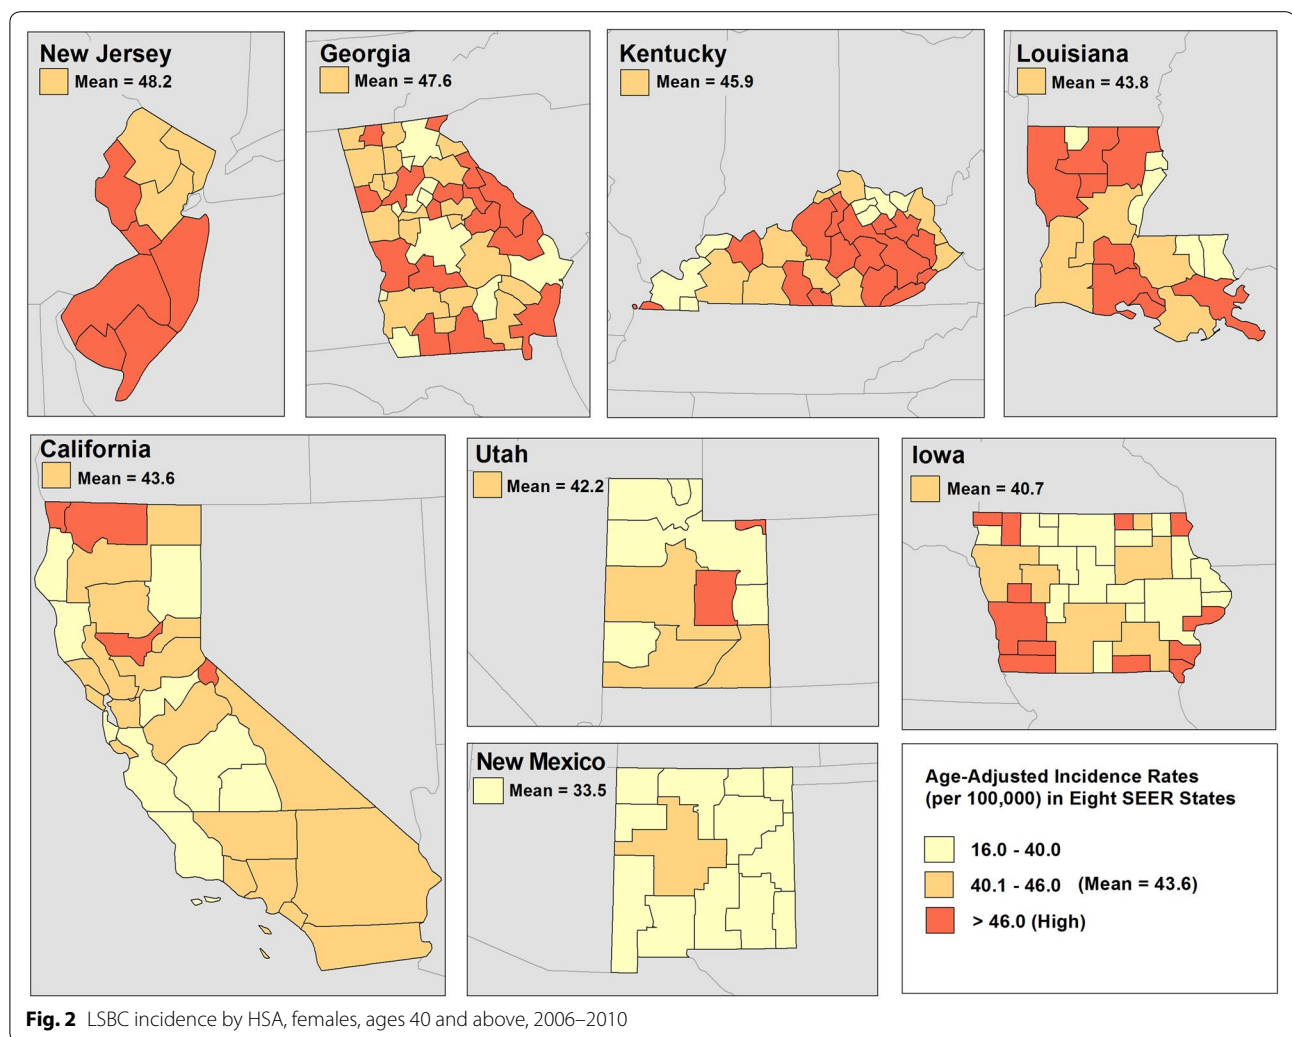 New Jersey
Mean = 48.2
Georgia
Mean = 47.6
Kentucky
Mean = 45.9
Louisiana
Mean = 43.8
California
Mean = 43.6
Utah
Mean = 42.2
Iowa
Mean = 40.7
New Mexico
Mean = 33.5
Age-Adjusted Incidence Rates
(per 100,000) in Eight SEER States
16.0 - 40.0
40.1 - 46.0 (Mean = 43.6)
> 46.0 (High)
Fig. 2 LSBC incidence by HSA, females, ages 40 and above, 2006–2010